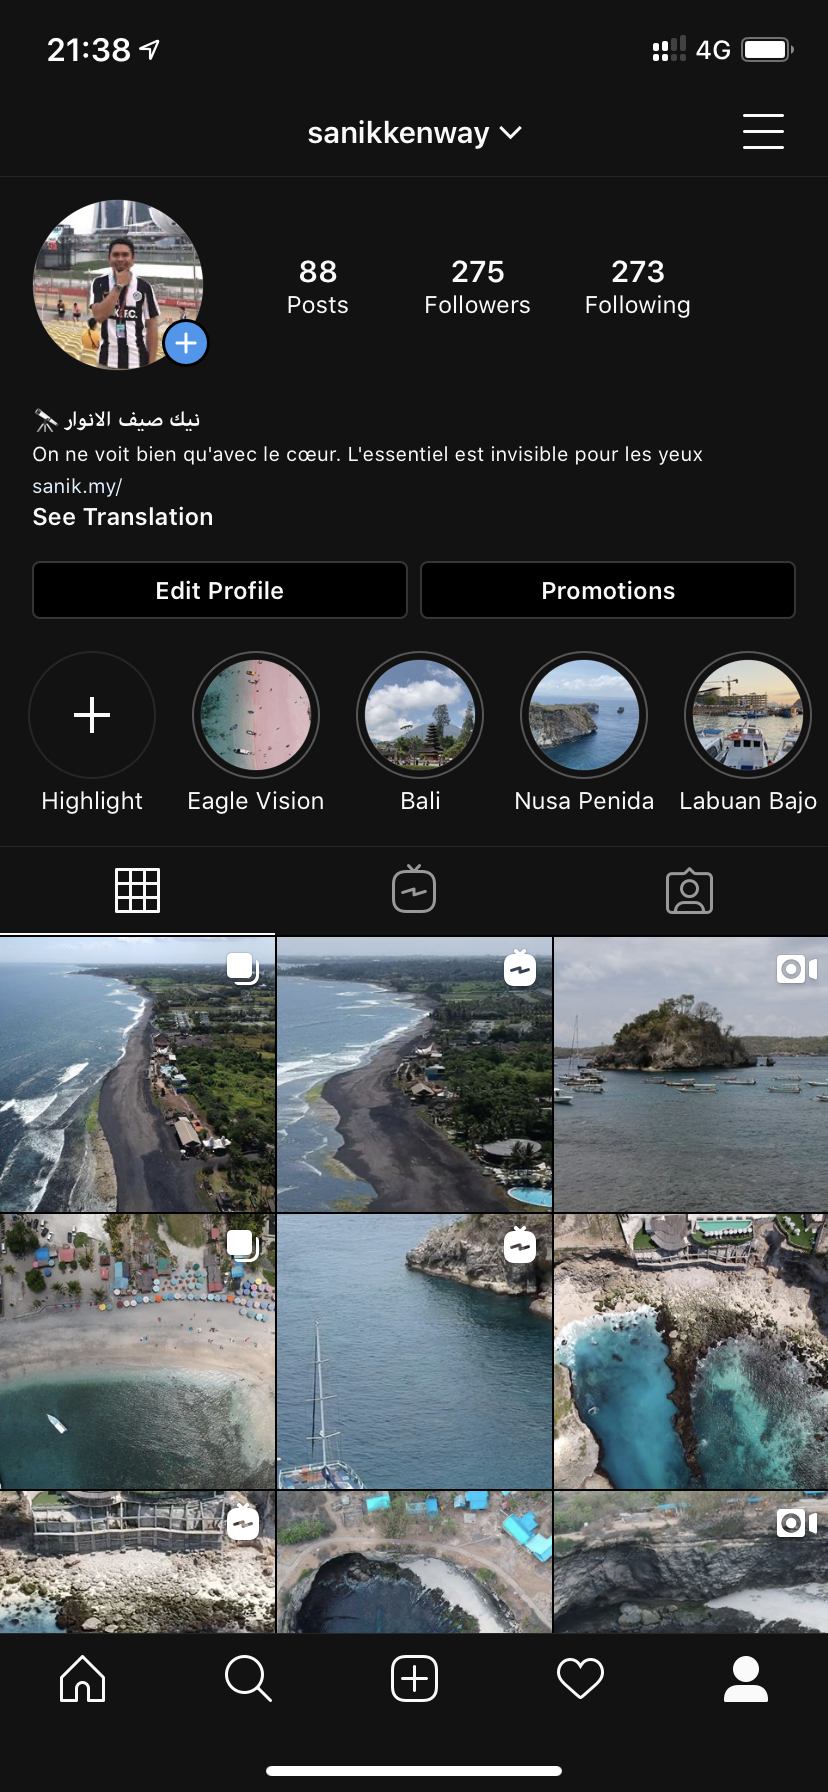 21:38
4G
sanikkenway
88
Posts
275
Followers
273
Following
نيك صيف الانوار
On ne voit bien qu'avec le cœur. L'essentiel est invisible pour les yeux
sanik.my/
See Translation
Edit Profile
Promotions
Highlight
Eagle Vision
Bali
Nusa Penida
Labuan Bajo